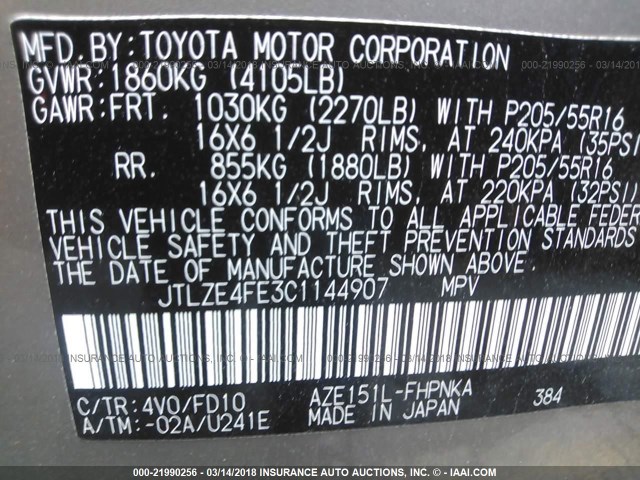 MFD. BY: TOYOTA MOTOR CORPORATION
GVWR: 1860KG (4105LB)
GAWR: FRT. 1030KG (2270LB) WITH P205/55R16
16X6 1/2J RIMS, AT 240KPA (35PSI
RR. 855KG (1880LB) WITH P205/55R16
16X6 1/2J RIMS, AT 220KPA (32PSI
THIS VEHICLE CONFORMS TO ALL APPLICABLE FEDER
VEHICLE SAFETY AND THEFT PREVENTION STANDARDS
THE DATE OF MANUFACTURE SHOWN ABOVE.
JTLZE4FE3C1144907 MPV
C/TR: 4V0/FD10 AZE151L-FHPNKA 384
A/TM: -02A/U241E MADE IN JAPAN
000-21990256 - 03/14/2018 - INSURANCE AUTO AUCTIONS, INC. - © - IAAI.COM